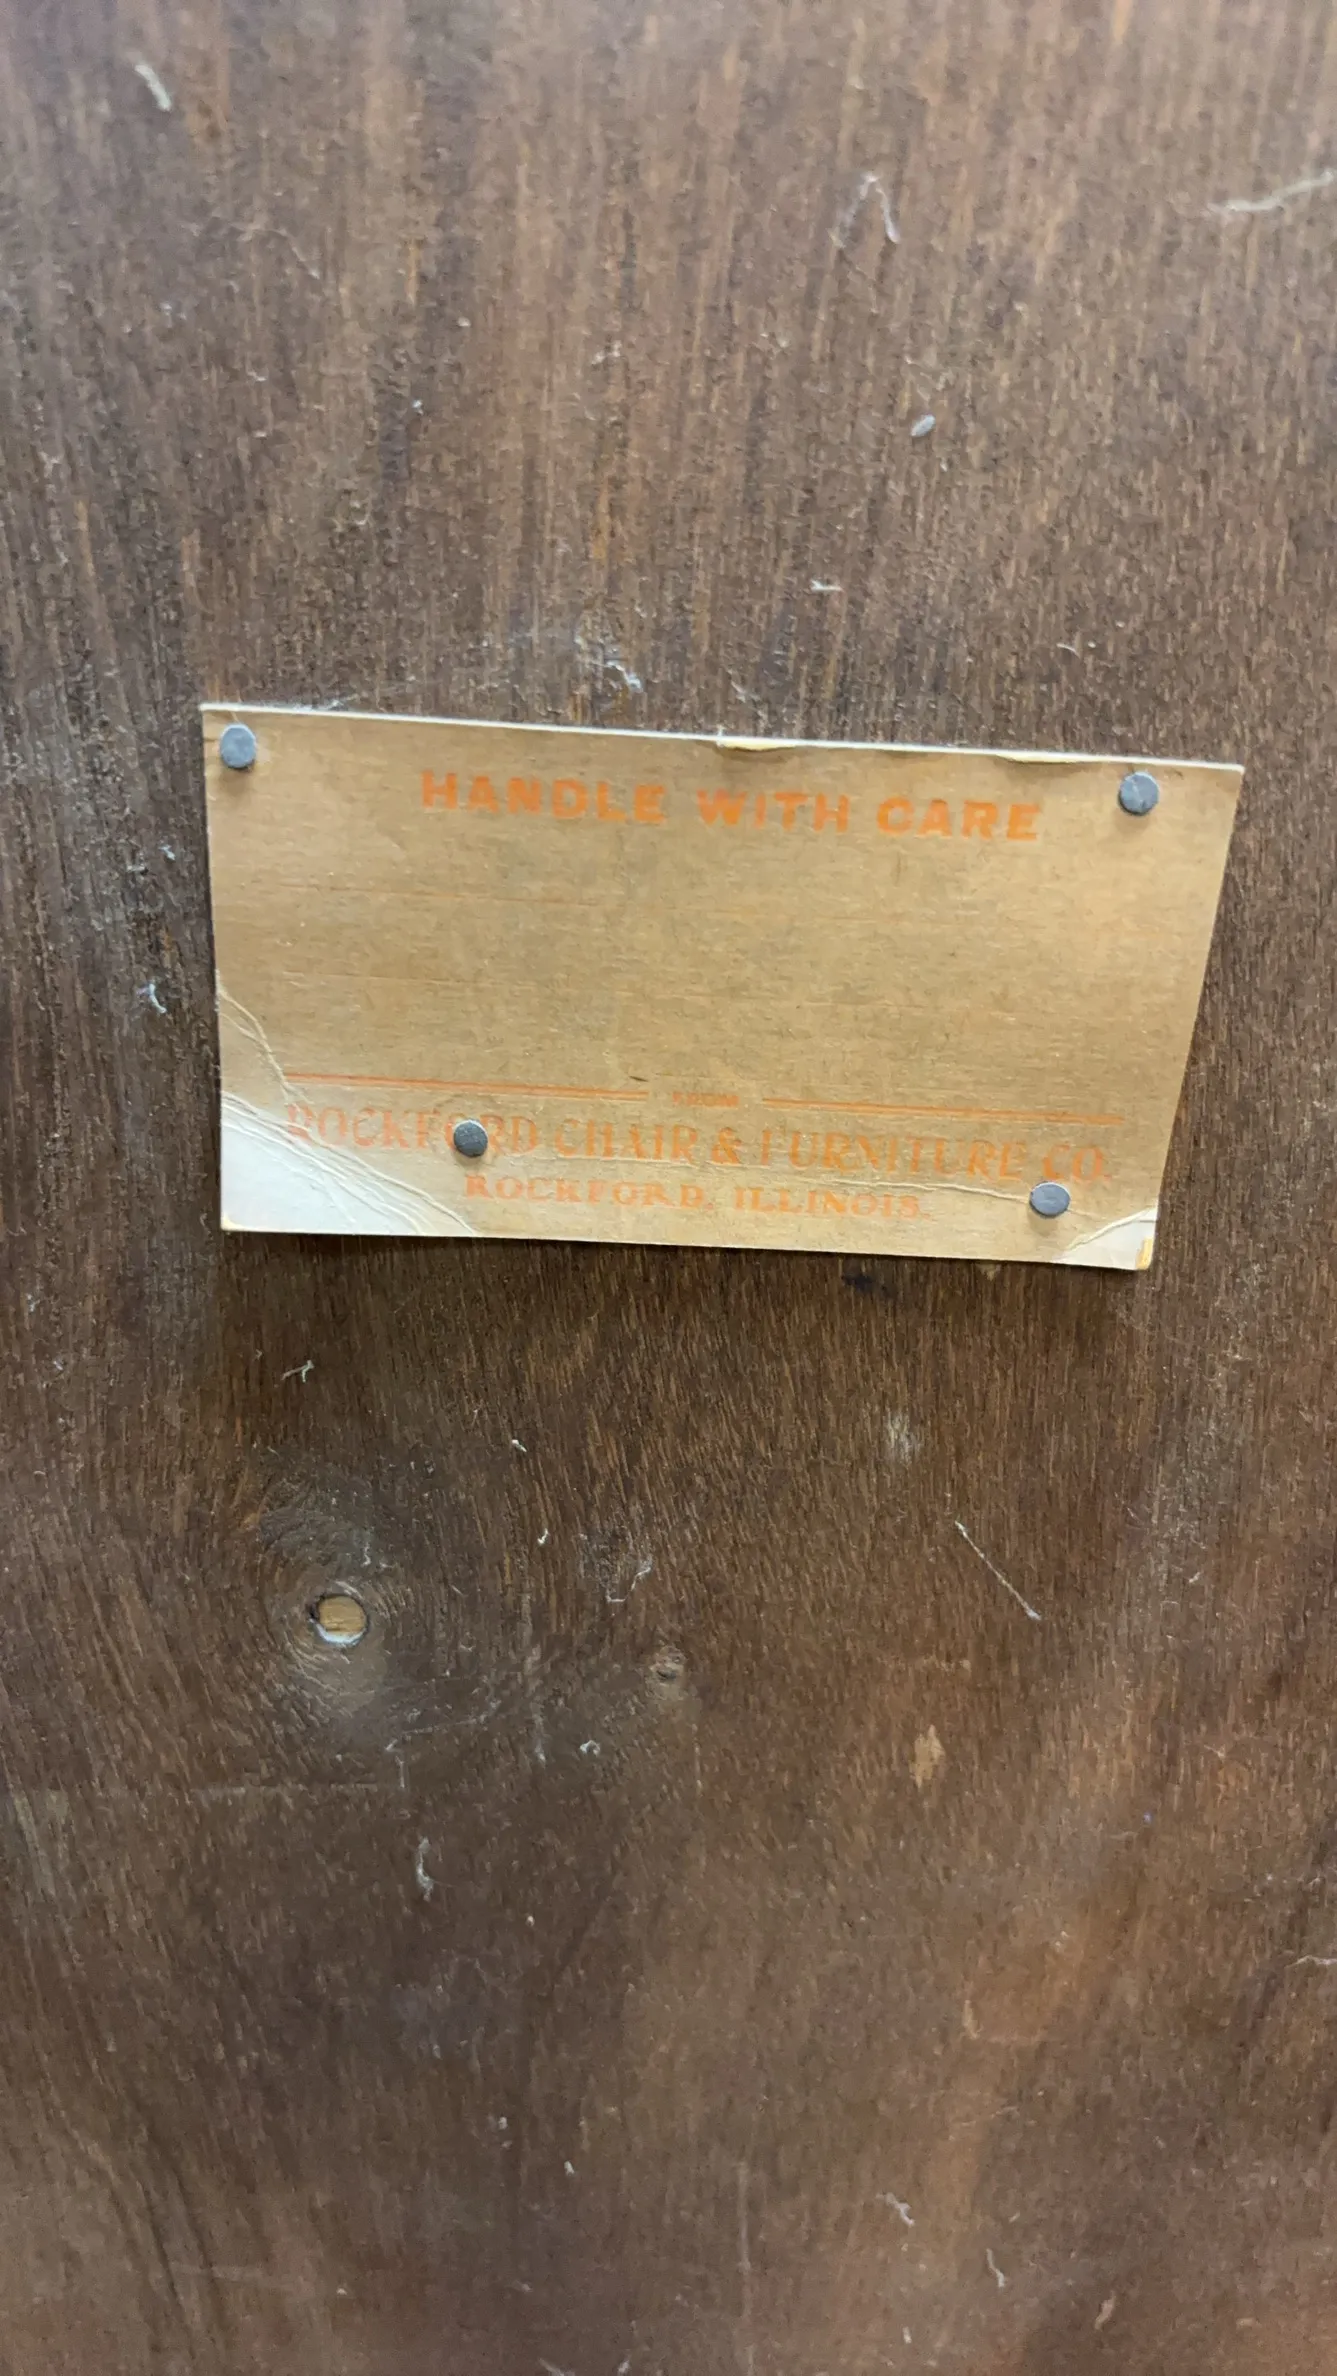 HANDLE WITH CARE
FROM
ROCKFORD CHAIR & FURNITURE CO.
ROCKFORD, ILLINOIS.